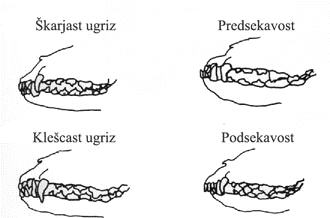 Škarjast ugriz
Predsekavost
Klešcast ugriz
Podsekavost